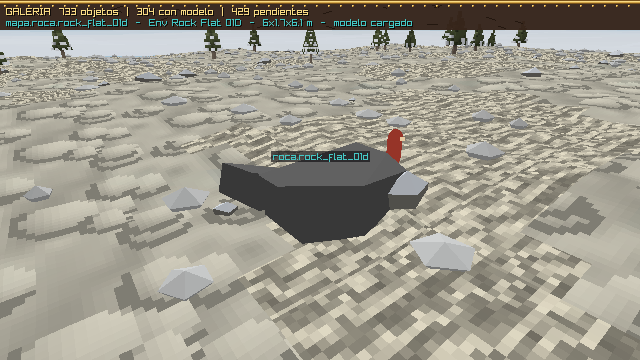 GALERIA 733 objetos | 304 con modelo | 429 pendientes
mapa.roca.rock_flat_01d - Env Rock Flat 01D - 6x1.7x6.1 m - modelo cargado
roca.rock_flat_01d